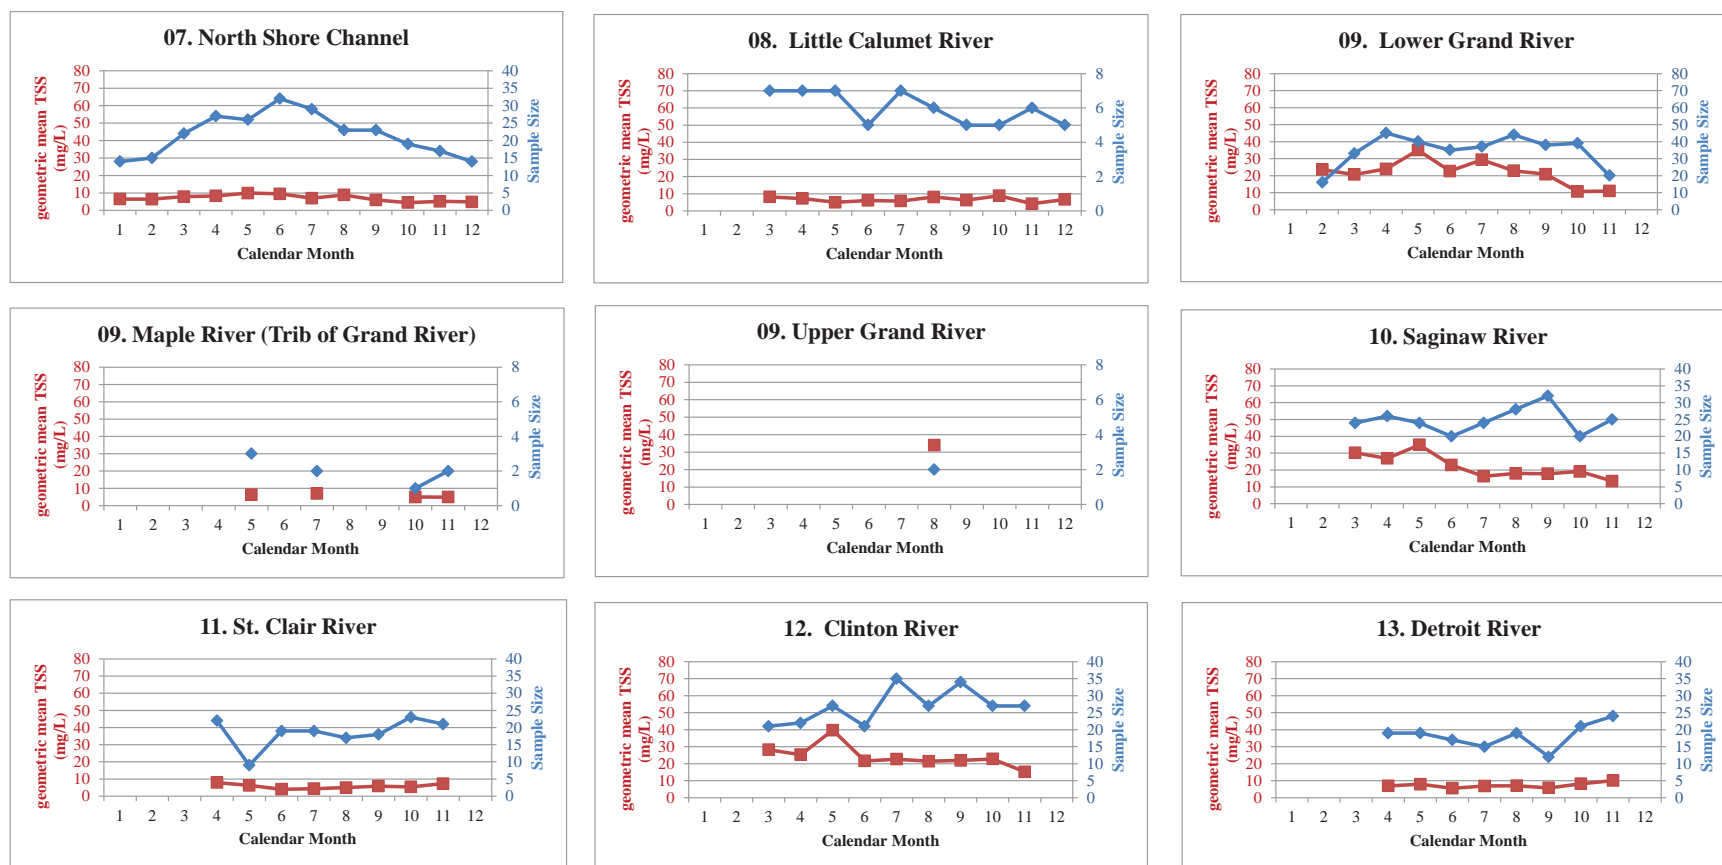 07. North Shore Channel
geometric mean TSS
(mg/L)
80
70
60
50
40
30
20
10
0
40
35
30
25
20
15
10
5
0
Sample Size
1 2 3 4 5 6 7 8 9 10 11 12
Calendar Month
08. Little Calumet River
geometric mean TSS
(mg/L)
80
70
60
50
40
30
20
10
0
8
6
4
2
0
Sample Size
1 2 3 4 5 6 7 8 9 10 11 12
Calendar Month
09. Lower Grand River
geometric mean TSS
(mg/L)
80
70
60
50
40
30
20
10
0
80
70
60
50
40
30
20
10
0
Sample Size
1 2 3 4 5 6 7 8 9 10 11 12
Calendar Month
09. Maple River (Trib of Grand River)
geometric mean TSS
(mg/L)
80
70
60
50
40
30
20
10
0
8
6
4
2
0
Sample Size
1 2 3 4 5 6 7 8 9 10 11 12
Calendar Month
09. Upper Grand River
geometric mean TSS
(mg/L)
80
70
60
50
40
30
20
10
0
8
6
4
2
0
Sample Size
1 2 3 4 5 6 7 8 9 10 11 12
Calendar Month
10. Saginaw River
geometric mean TSS
(mg/L)
80
70
60
50
40
30
20
10
0
40
35
30
25
20
15
10
5
0
Sample Size
1 2 3 4 5 6 7 8 9 10 11 12
Calendar Month
11. St. Clair River
geometric mean TSS
(mg/L)
80
70
60
50
40
30
20
10
0
40
35
30
25
20
15
10
5
0
Sample Size
1 2 3 4 5 6 7 8 9 10 11 12
Calendar Month
12. Clinton River
geometric mean TSS
(mg/L)
80
70
60
50
40
30
20
10
0
40
35
30
25
20
15
10
5
0
Sample Size
1 2 3 4 5 6 7 8 9 10 11 12
Calendar Month
13. Detroit River
geometric mean TSS
(mg/L)
80
70
60
50
40
30
20
10
0
40
35
30
25
20
15
10
5
0
Sample Size
1 2 3 4 5 6 7 8 9 10 11 12
Calendar Month